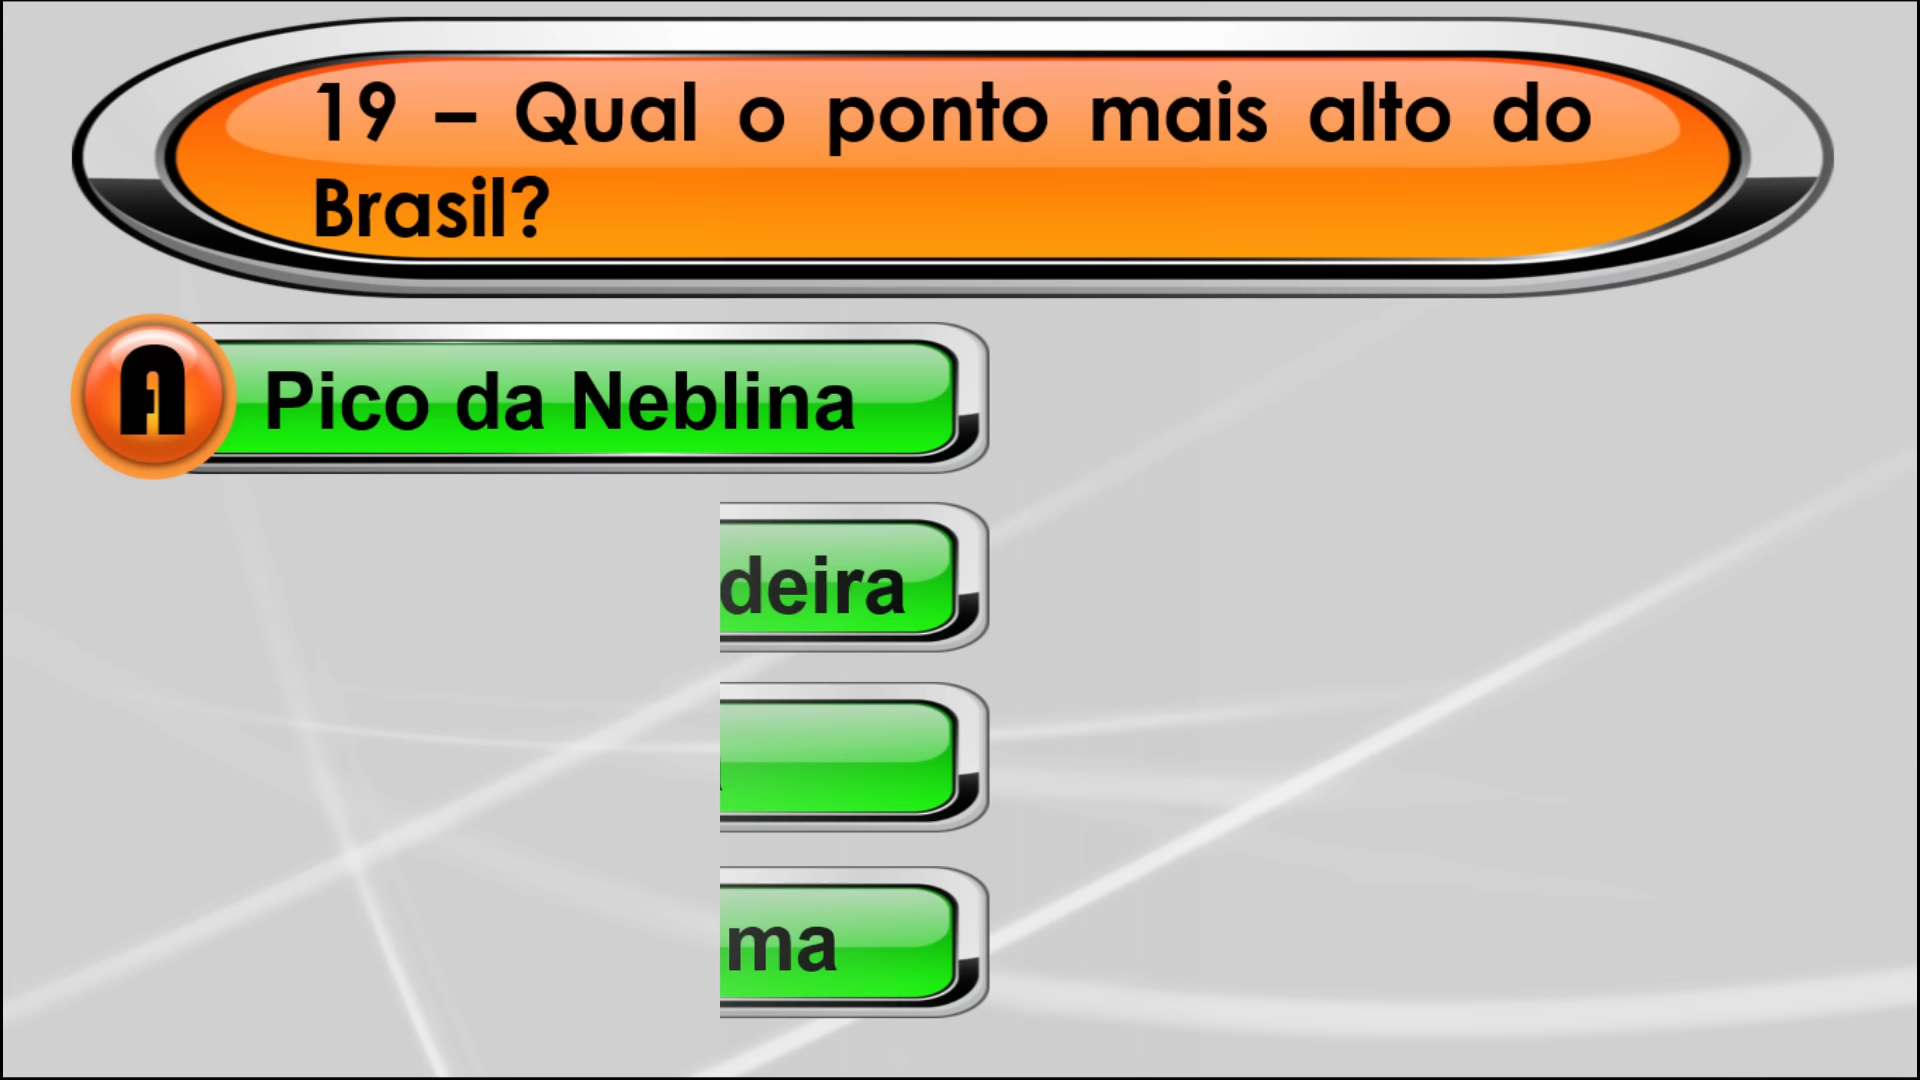 19 – Qual o ponto mais alto do
Brasil?
A Pico da Neblina
deira
ma